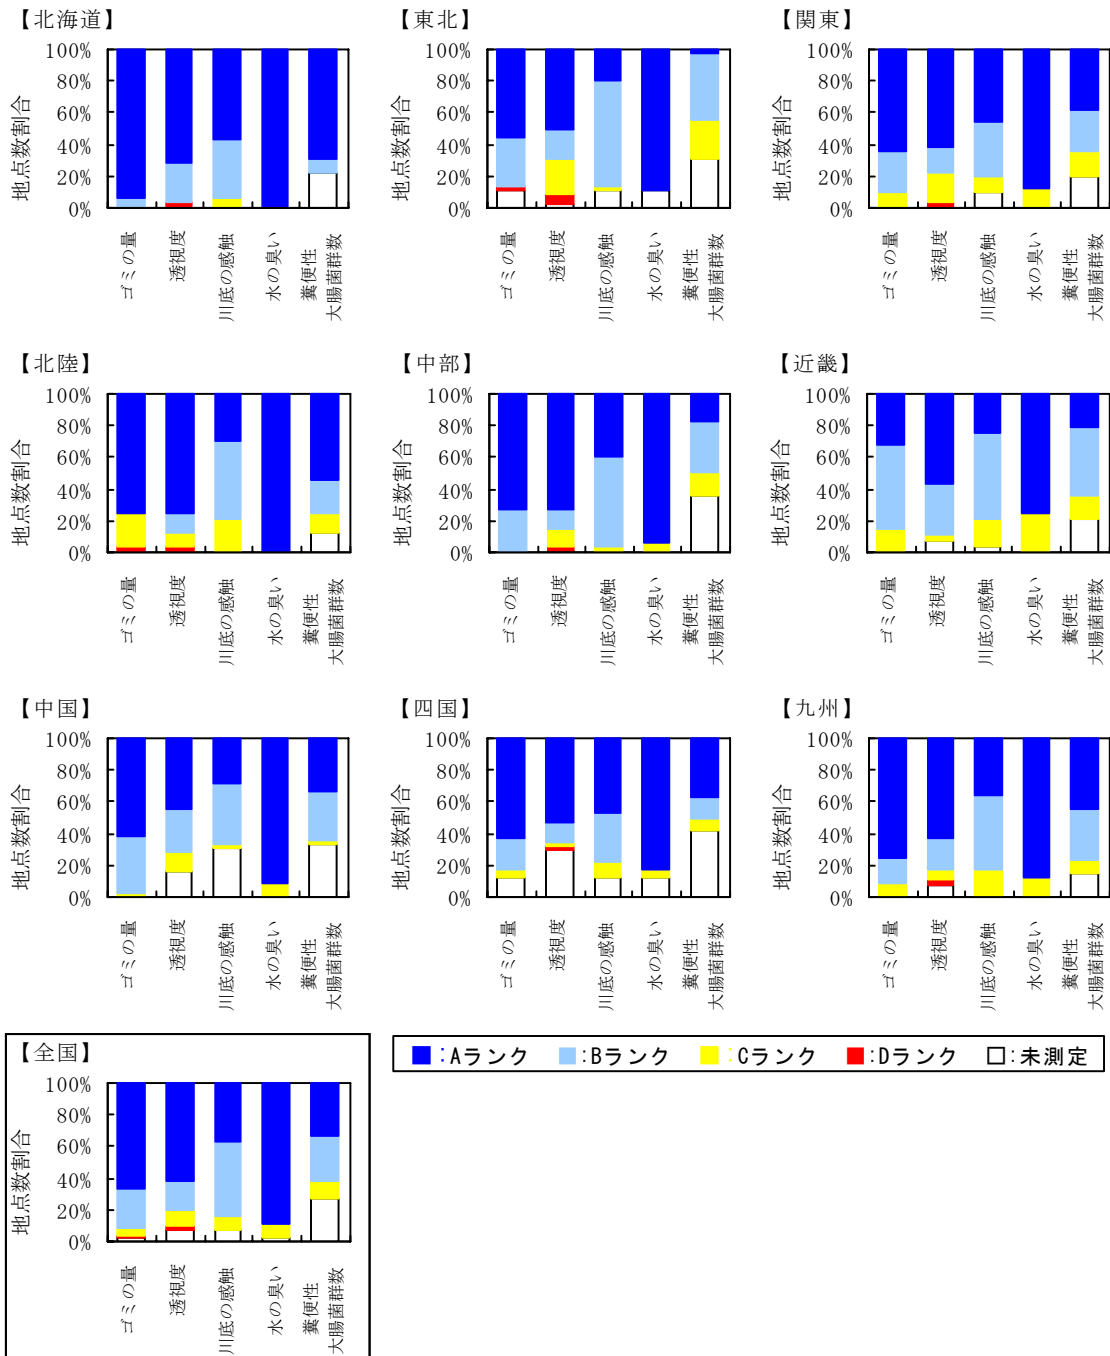 【北海道】
100%
80%
60%
40%
20%
0%
地点数割合
ゴミの量
透視度
川底の感触
水の臭い
糞便性
大腸菌群数
【東北】
100%
80%
60%
40%
20%
0%
地点数割合
ゴミの量
透視度
川底の感触
水の臭い
糞便性
大腸菌群数
【関東】
100%
80%
60%
40%
20%
0%
地点数割合
ゴミの量
透視度
川底の感触
水の臭い
糞便性
大腸菌群数
【北陸】
100%
80%
60%
40%
20%
0%
地点数割合
ゴミの量
透視度
川底の感触
水の臭い
糞便性
大腸菌群数
【中部】
100%
80%
60%
40%
20%
0%
地点数割合
ゴミの量
透視度
川底の感触
水の臭い
糞便性
大腸菌群数
【近畿】
100%
80%
60%
40%
20%
0%
地点数割合
ゴミの量
透視度
川底の感触
水の臭い
糞便性
大腸菌群数
【中国】
100%
80%
60%
40%
20%
0%
地点数割合
ゴミの量
透視度
川底の感触
水の臭い
糞便性
大腸菌群数
【四国】
100%
80%
60%
40%
20%
0%
地点数割合
ゴミの量
透視度
川底の感触
水の臭い
糞便性
大腸菌群数
【九州】
100%
80%
60%
40%
20%
0%
地点数割合
ゴミの量
透視度
川底の感触
水の臭い
糞便性
大腸菌群数
【全国】
100%
80%
60%
40%
20%
0%
地点数割合
ゴミの量
透視度
川底の感触
水の臭い
糞便性
大腸菌群数
:Aランク :Bランク :Cランク :Dランク :未測定